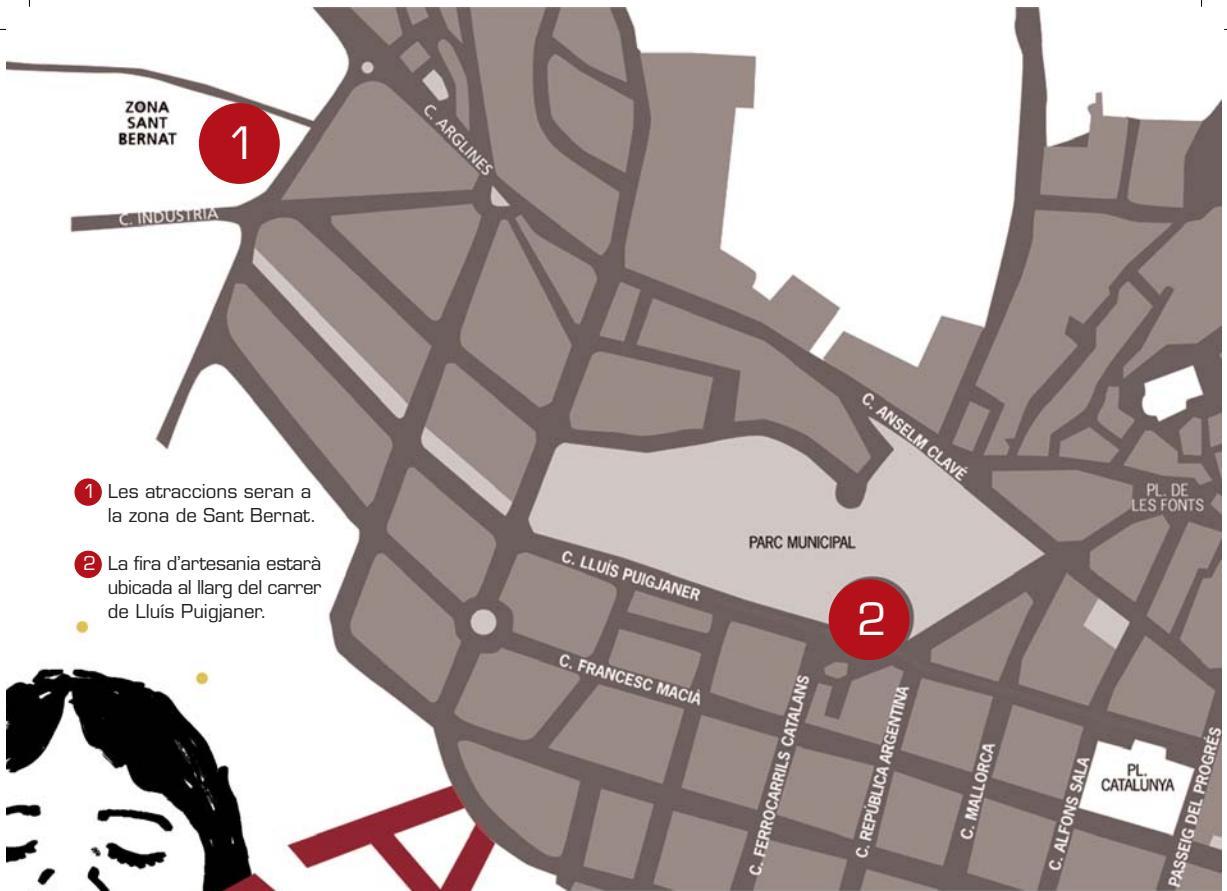 ZONA
SANT
BERNAT
1
C. ARGLINES
C. INDÚSTRIA
C. ANSELM CLAVÉ
PL. DE
LES FONTS
1 Les atraccions seran a
la zona de Sant Bernat.
2 La fira d'artesania estarà
ubicada al llarg del carrer
de Lluís Puigjaner.
PARC MUNICIPAL
C. LLUÍS PUIGJANER
2
C. FRANCESC MACIÀ
C. FERROCARRILS CATALANS
C. REPÚBLICA ARGENTINA
C. MALLORCA
C. ALFONS SALA
PL.
CATALUNYA
PASSEIG DEL PROGRÉS